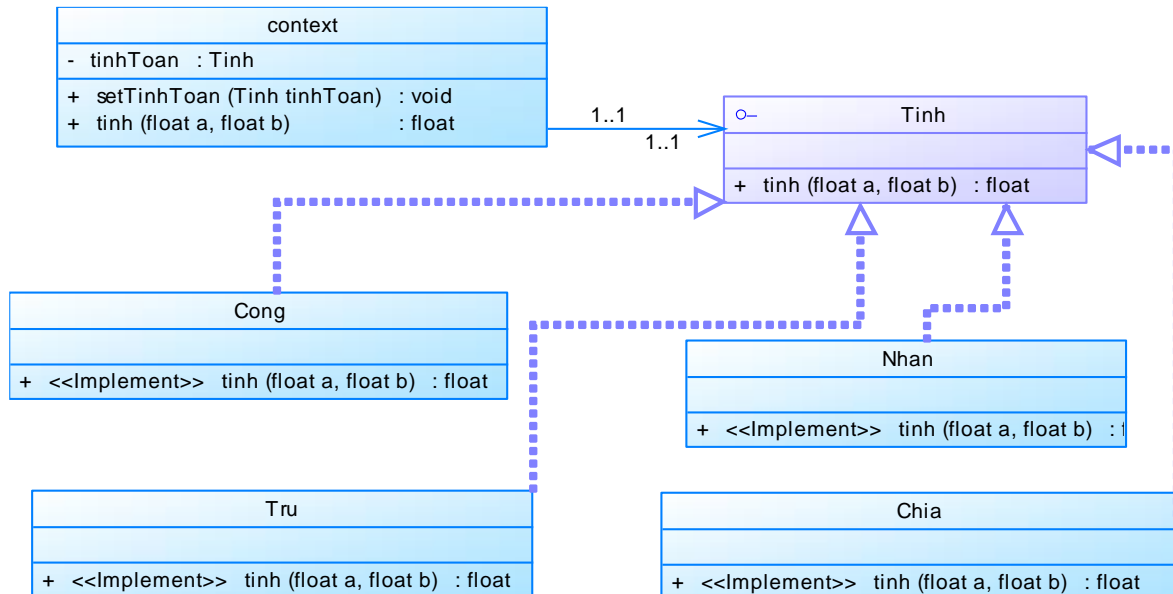 context
- tinhToan : Tinh
+ setTinhToan (Tinh tinhToan) : void
+ tinh (float a, float b) : float
1..1
1..1
Tinh
+ tinh (float a, float b) : float
Cong
+ <<Implement>> tinh (float a, float b) : float
Nhan
+ <<Implement>> tinh (float a, float b) :
Tru
+ <<Implement>> tinh (float a, float b) : float
Chia
+ <<Implement>> tinh (float a, float b) : float